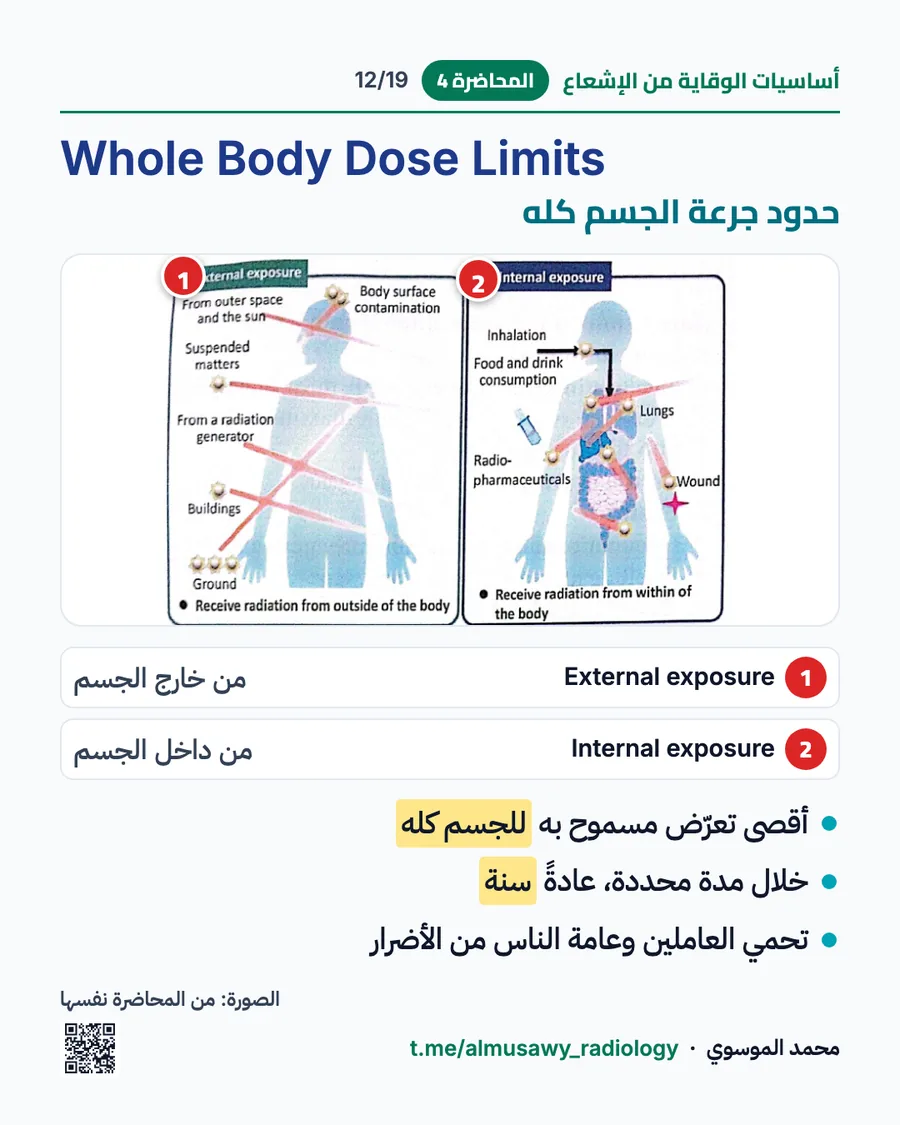 أساسيات الوقاية من الإشعاع المحاضرة 4 12/19
Whole Body Dose Limits
حدود جرعة الجسم كله
1 xternal exposure
From outer space
and the sun
Body surface
contamination
Suspended
matters
From a radiation
generator
Buildings
Ground
● Receive radiation from outside of the body
2 nternal exposure
Inhalation
Food and drink
consumption
Lungs
Radio-
pharmaceuticals
Wound
● Receive radiation from within of
the body
1 External exposure من خارج الجسم
2 Internal exposure من داخل الجسم
● أقصى تعرّض مسموح به للجسم كله
● خلال مدة محددة، عادةً سنة
● تحمي العاملين وعامة الناس من الأضرار
الصورة: من المحاضرة نفسها
محمد الموسوي · t.me/almusawy_radiology